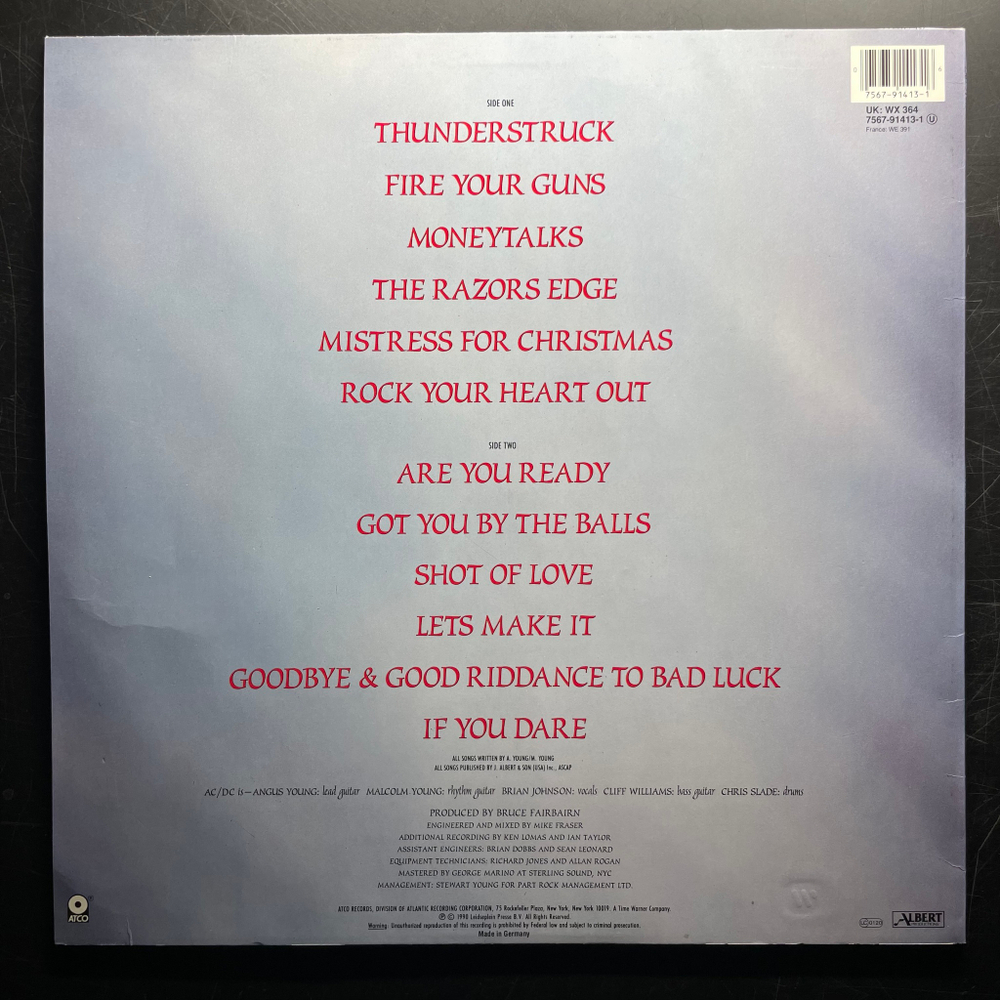 0
4
7567-91413-1
UK: WX 364
7567-91413-1 U
France: WE 391
SIDE ONE
THUNDERSTRUCK
FIRE YOUR GUNS
MONEYTALKS
THE RAZORS EDGE
MISTRESS FOR CHRISTMAS
ROCK YOUR HEART OUT
SIDE TWO
ARE YOU READY
GOT YOU BY THE BALLS
SHOT OF LOVE
LETS MAKE IT
GOODBYE & GOOD RIDDANCE TO BAD LUCK
IF YOU DARE
ALL SONGS WRITTEN BY A. YOUNG/M. YOUNG
ALL SONGS PUBLISHED BY J. ALBERT & SON (USA) Inc., ASCAP
AC/DC is—ANGUS YOUNG: lead guitar MALCOLM YOUNG: rhythm guitar BRIAN JOHNSON: vocals CLIFF WILLIAMS: bass guitar CHRIS SLADE: drums
PRODUCED BY BRUCE FAIRBAIRN
ENGINEERED AND MIXED BY MIKE FRASER
ADDITIONAL RECORDING BY KEN LOMAS AND IAN TAYLOR
ASSISTANT ENGINEERS: BRIAN DOBBS AND SEAN LEONARD
EQUIPMENT TECHNICIANS: RICHARD JONES AND ALLAN ROGAN
MASTERED BY GEORGE MARINO AT STERLING SOUND, NYC
MANAGEMENT: STEWART YOUNG FOR PART ROCK MANAGEMENT LTD.
ATCO RECORDS, DIVISION OF ATLANTIC RECORDING CORPORATION, 75 Rockefeller Plaza, New York, New York 10019. A Time Warner Company.
℗ © 1990 Leidseplein Presse B.V. All Rights Reserved.
Warning: Unauthorized reproduction of this recording is prohibited by Federal law and subject to criminal prosecution.
Made in Germany
ATCO
LC 0120
ALBERT
PRODUCTIONS